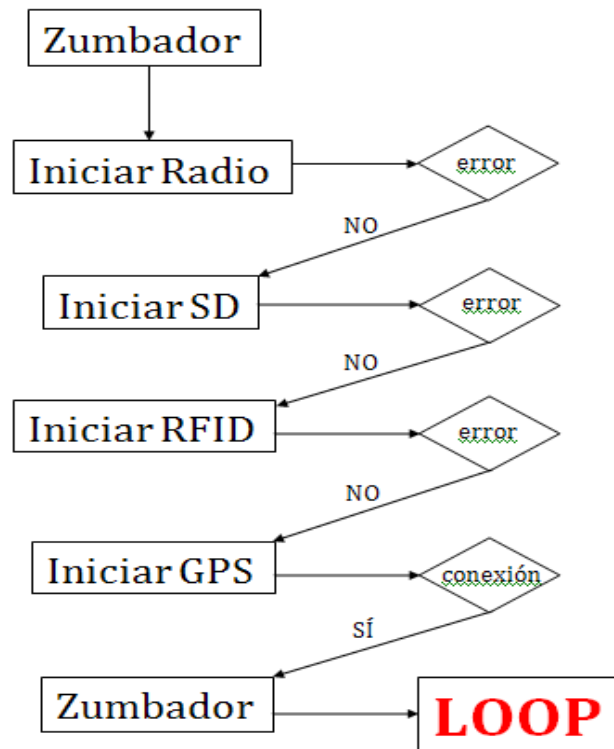 Zumbador
Iniciar Radio
error
NO
Iniciar SD
error
NO
Iniciar RFID
error
NO
Iniciar GPS
conexión
SÍ
Zumbador
LOOP